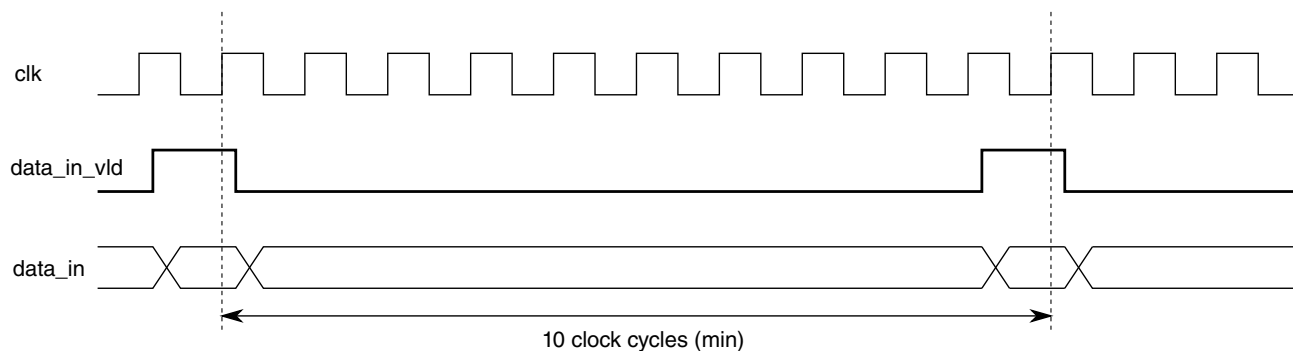 clk
data_in_vld
data_in
10 clock cycles (min)